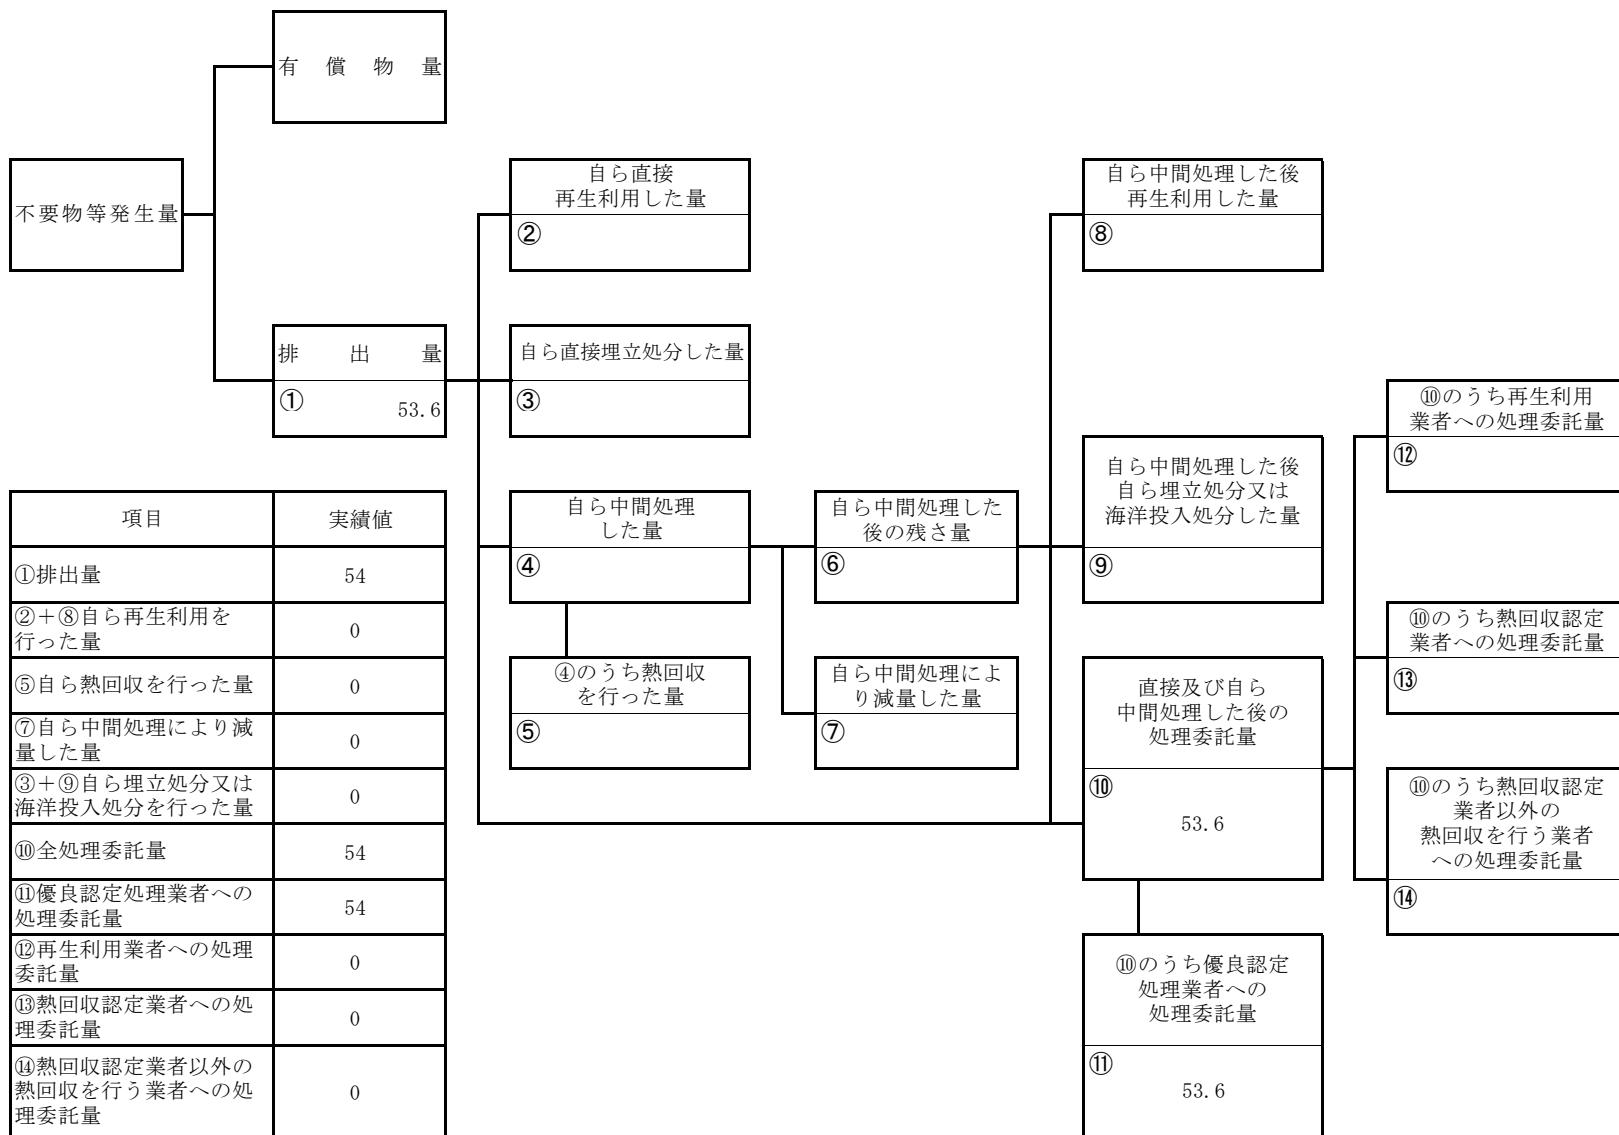 有償物量
不要物等発生量
自ら直接
再生利用した量
②
自ら中間処理した後
再生利用した量
⑧
排出量
①
53.6
自ら直接埋立処分した量
③
⑩のうち再生利用
業者への処理委託量
⑫
自ら中間処理
した量
④
自ら中間処理した
後の残さ量
⑥
自ら中間処理した後
自ら埋立処分又は
海洋投入処分した量
⑨
⑩のうち熱回収認定
業者への処理委託量
⑬
④のうち熱回収
を行った量
⑤
自ら中間処理によ
り減量した量
⑦
直接及び自ら
中間処理した後の
処理委託量
⑩
53.6
⑩のうち熱回収認定
業者以外の
熱回収を行う業者
への処理委託量
⑭
⑩のうち優良認定
処理業者への
処理委託量
⑪
53.6
項目 実績値
①排出量 54
②+⑧自ら再生利用を
行った量 0
⑤自ら熱回収を行った量 0
⑦自ら中間処理により減
量した量 0
③+⑨自ら埋立処分又は
海洋投入処分を行った量 0
⑩全処理委託量 54
⑪優良認定処理業者への
処理委託量 54
⑫再生利用業者への処理
委託量 0
⑬熱回収認定業者への処
理委託量 0
⑭熱回収認定業者以外の
熱回収を行う業者への処
理委託量 0